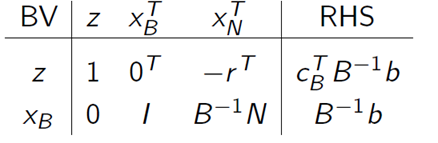 BV z x_B^T x_N^T RHS
z 1 0^T −r^T c_B^T B^{−1} b
x_B 0 I B^{−1} N B^{−1} b